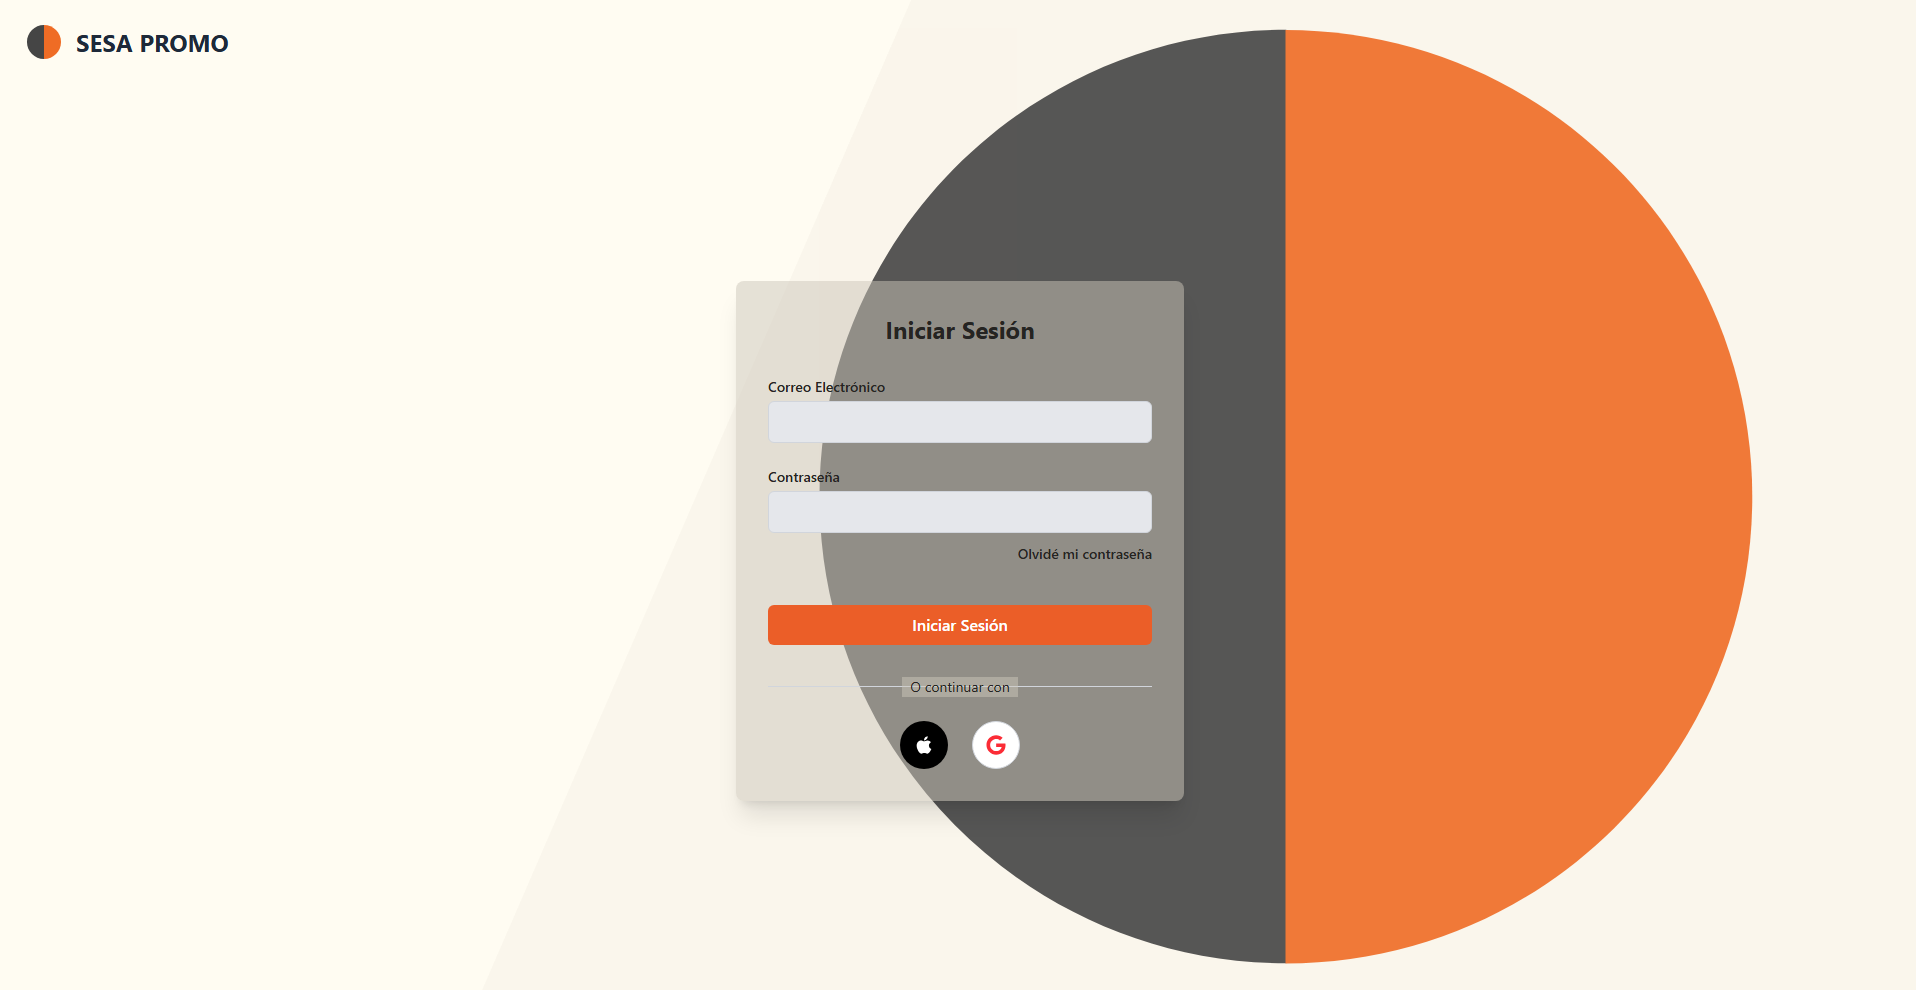 SESA PROMO
Iniciar Sesión
Correo Electrónico
Contraseña
Olvidé mi contraseña
Iniciar Sesión
O continuar con